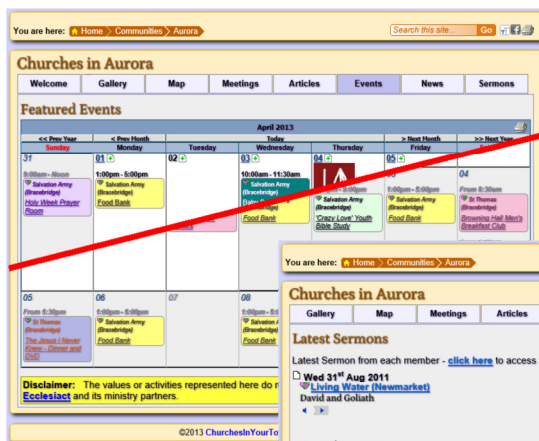 You are here: Home Communities Aurora
Search this site... Go
Churches in Aurora
Welcome Gallery Map Meetings Articles Events News Sermons
Featured Events
April 2013
<< Prev Year < Prev Month Today > Next Month >> Next Year
Sunday Monday Tuesday Wednesday Thursday Friday
31 01 02 03 04 05
9:00am - Noon 1:00pm - 5:00pm 10:00am - 11:30am
Salvation Army Salvation Army
(Bracebridge) (Bracebridge)
Holy Week Prayer Food Bank
Room
Salvation Army
(Bracebridge)
Food Bank
Salvation Army
(Bracebridge)
'Crazy Love' Youth
Bible Study
Salvation Army
(Bracebridge)
Food Bank
04
From 8:30am
St Thomas
(Bracebridge)
Browning Hall Men's
Breakfast Club
05 06 07 08
From 5:30pm 1:00pm - 5:00pm
St Thomas Salvation Army Salvation
(Bracebridge) (Bracebridge)
The Jesus I Never Food Bank Food Bank
Knew - Dinner and
DVD
Disclaimer: The values or activities represented here do
Ecclesiact and its ministry partners.
©2013 ChurchesInYourTo
You are here: Home Communities Aurora
Churches in Aurora
Gallery Map Meetings Articles
Latest Sermons
Latest Sermon from each member - click here to access
Wed 31st Aug 2011
Living Water (Newmarket)
David and Goliath